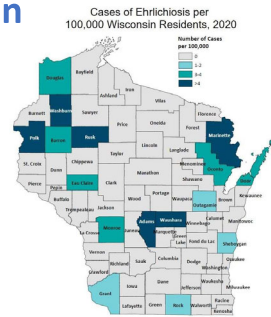 n
Cases of Ehrlichiosis per
100,000 Wisconsin Residents, 2020
Number of Cases
per 100,000
0
1-2
3-4
>4
Douglas
Bayfield
Iron
Ashland
Vilas
Burnett
Washburn
Sawyer
Florence
Oneida
Price
Forest
Marinette
Polk
Barron
Rusk
Lincoln
Langlade
Taylor
St. Croix
Chippewa
Menominee
Oconto
Dunn
Marathon
Door
Pierce
Eau Claire
Clark
Shawano
Pepin
Kewaunee
Buffalo
Wood
Portage
Waupaca
Outagamie
Brown
Trempealeau
Jackson
Calumet
Manitowoc
Adams
Waushara
Winnebago
La Crosse
Monroe
Juneau
Marquette
Green
Lake
Fond du Lac
Sheboygan
Vernon
Richland
Sauk
Columbia
Dodge
Ozaukee
Washington
Crawford
Dane
Jefferson
Waukesha
Milwaukee
Grant
Iowa
Lafayette
Green
Rock
Walworth
Racine
Kenosha